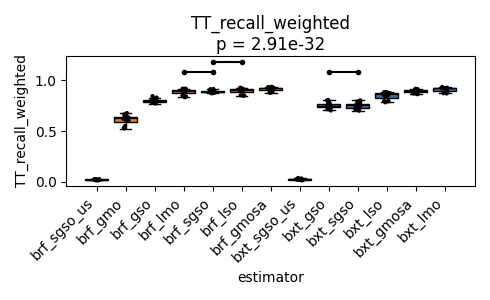 TT_recall_weighted
p = 2.91e-32
TT_recall_weighted
1.0
0.5
0.0
brf_sgso_us
brf_gmo
brf_gso
brf_lmo
brf_sgso
brf_lso
brf_gmosa
bxt_sgso_us
bxt_gso
bxt_sgso
bxt_lso
bxt_gmosa
bxt_lmo
estimator